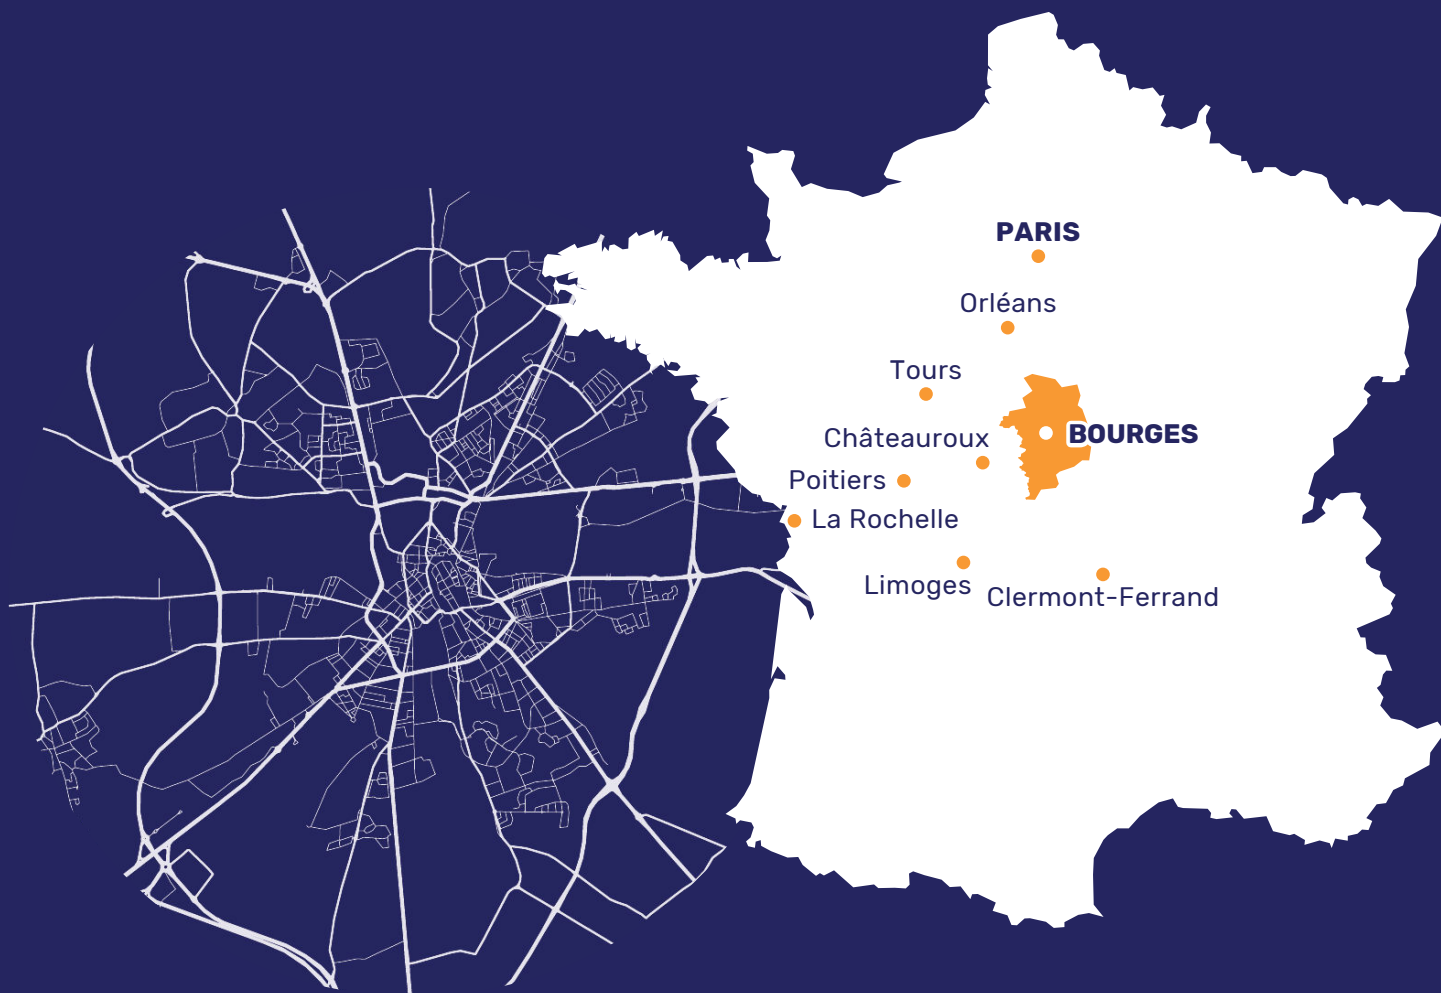 PARIS
Orléans
Tours
Châteauroux
BOURGES
Poitiers
La Rochelle
Limoges
Clermont-Ferrand